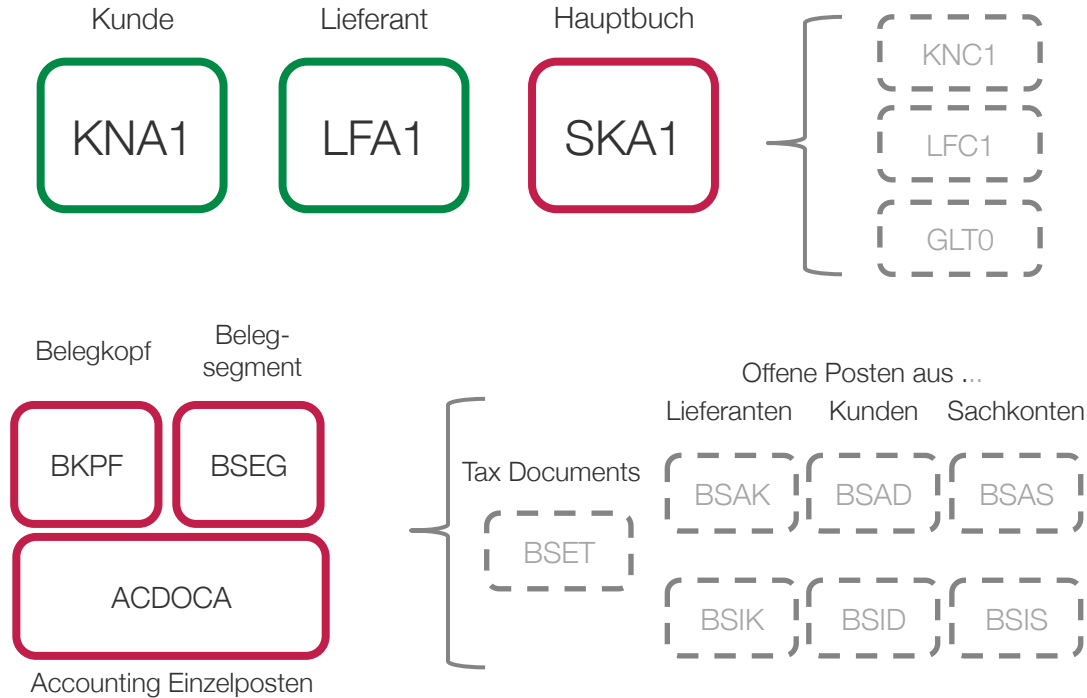 Kunde
Lieferant
Hauptbuch
KNA1
LFA1
SKA1
KNC1
LFC1
GLT0
Belegkopf
Beleg-
segment
BKPF
BSEG
ACDOCA
Accounting Einzelposten
Tax Documents
BSET
Offene Posten aus ...
Lieferanten
Kunden
Sachkonten
BSAK
BSAD
BSAS
BSIK
BSID
BSIS